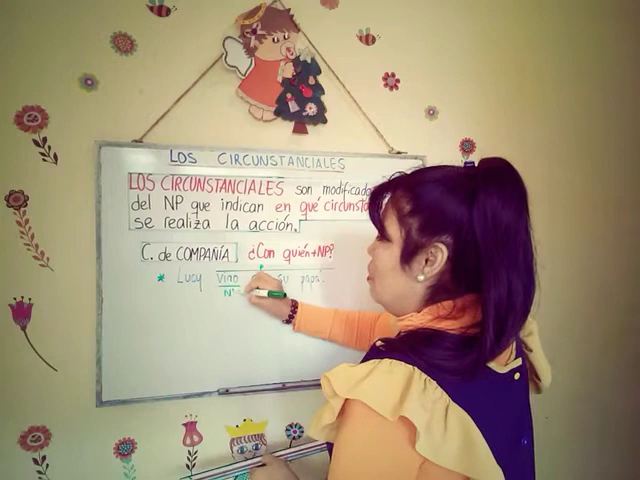 LOS CIRCUNSTANCIALES
LOS CIRCUNSTANCIALES son modificado
del NP que indican en qué circunsta
se realiza la acción.
C. de COMPAÑÍA ¿Con quién+NP?
* Lucy vino su papá.
N